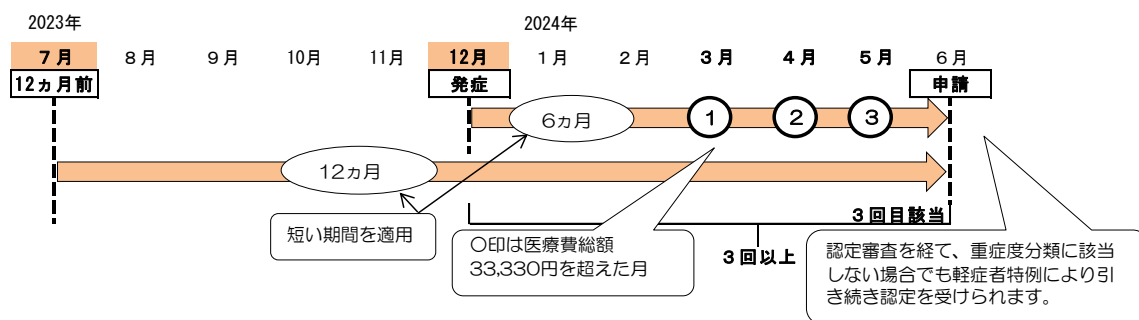 2023年 2024年
7月 8月 9月 10月 11月 12月 1月 2月 3月 4月 5月 6月
12ヵ月前 発症 申請
6ヵ月 1 2 3
12ヵ月
3回目該当
短い期間を適用
〇印は医療費総額
33,330円を超えた月
3回以上
認定審査を経て、重症度分類に該当
しない場合でも軽症者特例により引
き続き認定を受けられます。